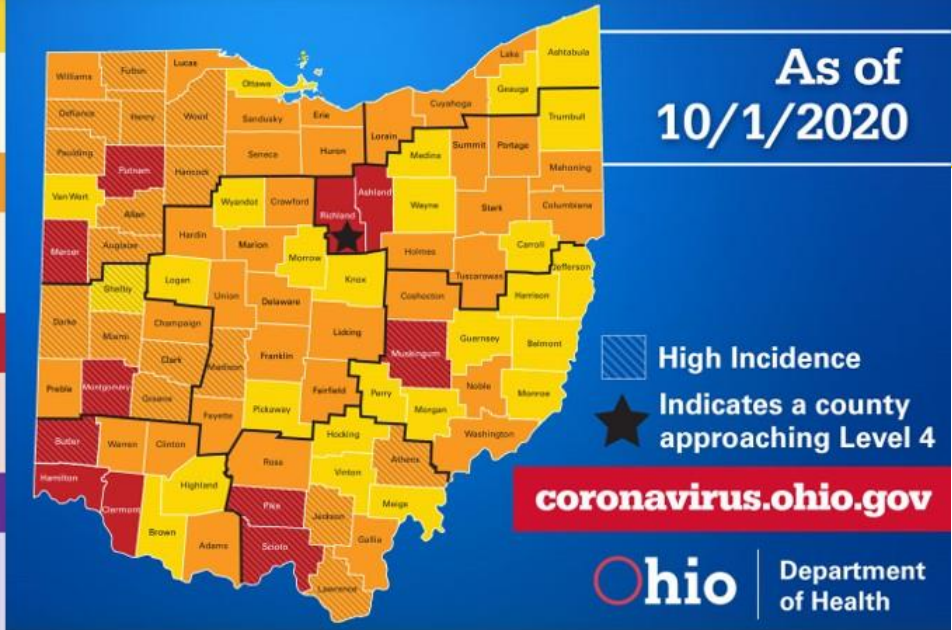 As of
10/1/2020
Williams
Fulton
Lucas
Ottawa
Lake
Ashtabula
Geauga
Defiance
Henry
Wood
Sandusky
Erie
Lorain
Cuyahoga
Trumbull
Paulding
Putnam
Hancock
Seneca
Huron
Medina
Summit
Portage
Mahoning
Van Wert
Allen
Wyandot
Crawford
Richland
Ashland
Wayne
Stark
Columbiana
Mercer
Auglaize
Hardin
Marion
Morrow
Holmes
Carroll
Shelby
Logan
Union
Delaware
Knox
Coshocton
Tuscarawas
Harrison
Jefferson
Darke
Miami
Champaign
Clark
Madison
Franklin
Licking
Muskingum
Guernsey
Belmont
Preble
Montgomery
Greene
Fayette
Pickaway
Fairfield
Perry
Morgan
Noble
Monroe
Butler
Warren
Clinton
Ross
Hocking
Athens
Washington
Hamilton
Clermont
Brown
Highland
Adams
Pike
Scioto
Vinton
Jackson
Meigs
Gallia
Lawrence
High Incidence
Indicates a county
approaching Level 4
coronavirus.ohio.gov
Ohio
Department
of Health